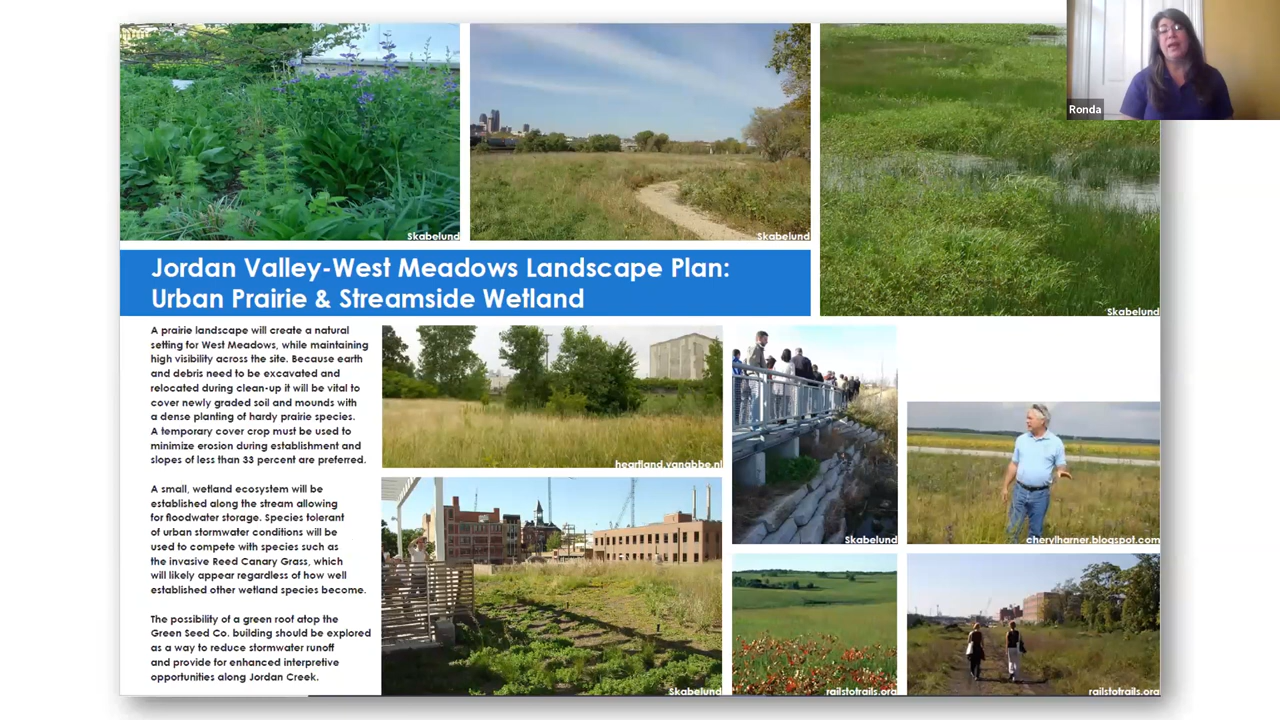 Ronda
Skabelund
Skabelund
Skabelund
Jordan Valley-West Meadows Landscape Plan:
Urban Prairie & Streamside Wetland
A prairie landscape will create a natural
setting for West Meadows, while maintaining
high visibility across the site. Because earth
and debris need to be excavated and
relocated during clean-up it will be vital to
cover newly graded soil and mounds with
a dense planting of hardy prairie species.
A temporary cover crop must be used to
minimize erosion during establishment and
slopes of less than 33 percent are preferred.
A small, wetland ecosystem will be
established along the stream allowing
for floodwater storage. Species tolerant
of urban stormwater conditions will be
used to compete with species such as
the invasive Reed Canary Grass, which
will likely appear regardless of how well
established other wetland species become.
The possibility of a green roof atop the
Green Seed Co. building should be explored
as a way to reduce stormwater runoff
and provide for enhanced interpretive
opportunities along Jordan Creek.
heartland.vanabbe.nl
Skabelund
cherylharner.blogspot.com
Skabelund
railstotrails.org
railstotrails.org